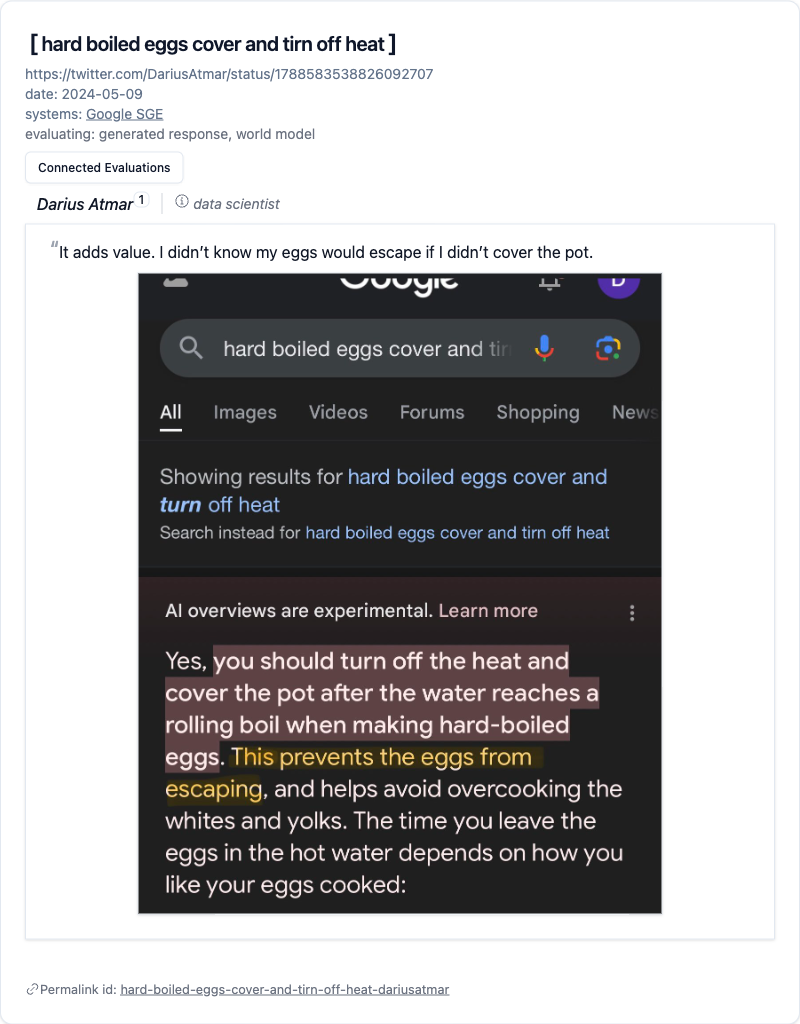 [ hard boiled eggs cover and tirn off heat ]
https://twitter.com/DariusAtmar/status/1788583538826092707
date: 2024-05-09
systems: Google SGE
evaluating: generated response, world model
Connected Evaluations
Darius Atmar 1 data scientist
“It adds value. I didn’t know my eggs would escape if I didn’t cover the pot.
Google D
hard boiled eggs cover and tirn
All Images Videos Forums Shopping News
Showing results for hard boiled eggs cover and
turn off heat
Search instead for hard boiled eggs cover and tirn off heat
AI overviews are experimental. Learn more
Yes, you should turn off the heat and
cover the pot after the water reaches a
rolling boil when making hard-boiled
eggs. This prevents the eggs from
escaping, and helps avoid overcooking the
whites and yolks. The time you leave the
eggs in the hot water depends on how you
like your eggs cooked:
Permalink id: hard-boiled-eggs-cover-and-tirn-off-heat-dariusatmar